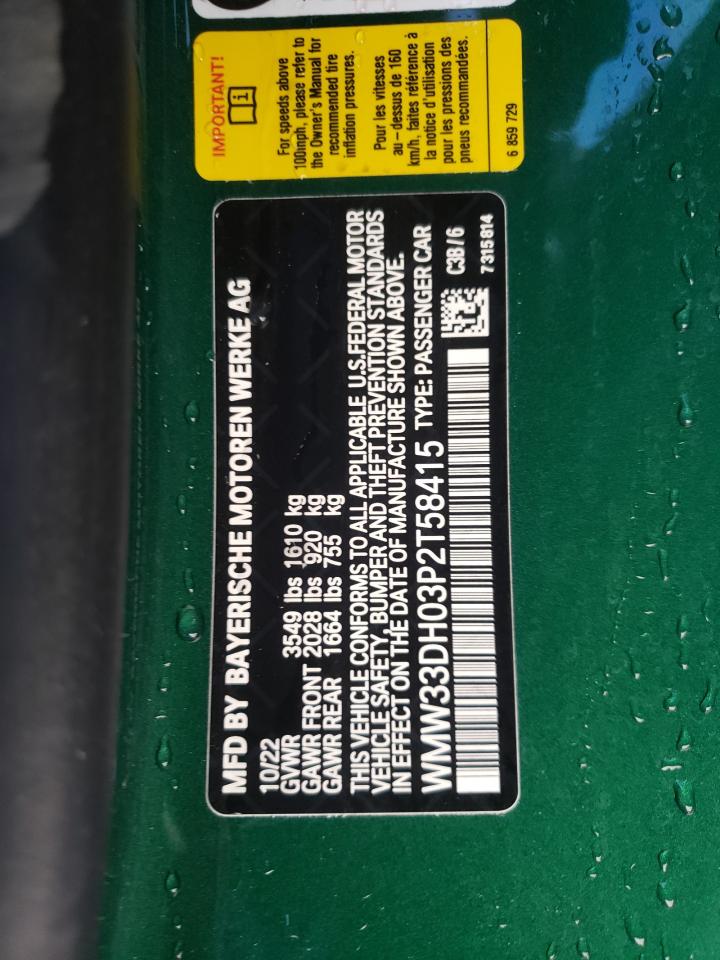 MFD BY BAYERISCHE MOTOREN WERKE AG
10/22
GVWR 3549 lbs 1610 kg
GAWR FRONT 2028 lbs 920 kg
GAWR REAR 1664 lbs 755 kg
THIS VEHICLE CONFORMS TO ALL APPLICABLE U.S.FEDERAL MOTOR
VEHICLE SAFETY, BUMPER AND THEFT PREVENTION STANDARDS
IN EFFECT ON THE DATE OF MANUFACTURE SHOWN ABOVE.
WMW33DH03P2T58415 TYPE: PASSENGER CAR
C3B / 6
7315814
IMPORTANT!
i
For speeds above
100mph, please refer to
the Owner's Manual for
recommended tire
inflation pressures.
Pour les vitesses
au-dessus de 160
km/h, faites référence à
la notice d'utilisation
pour les pressions des
pneus recommandées.
6 859 729